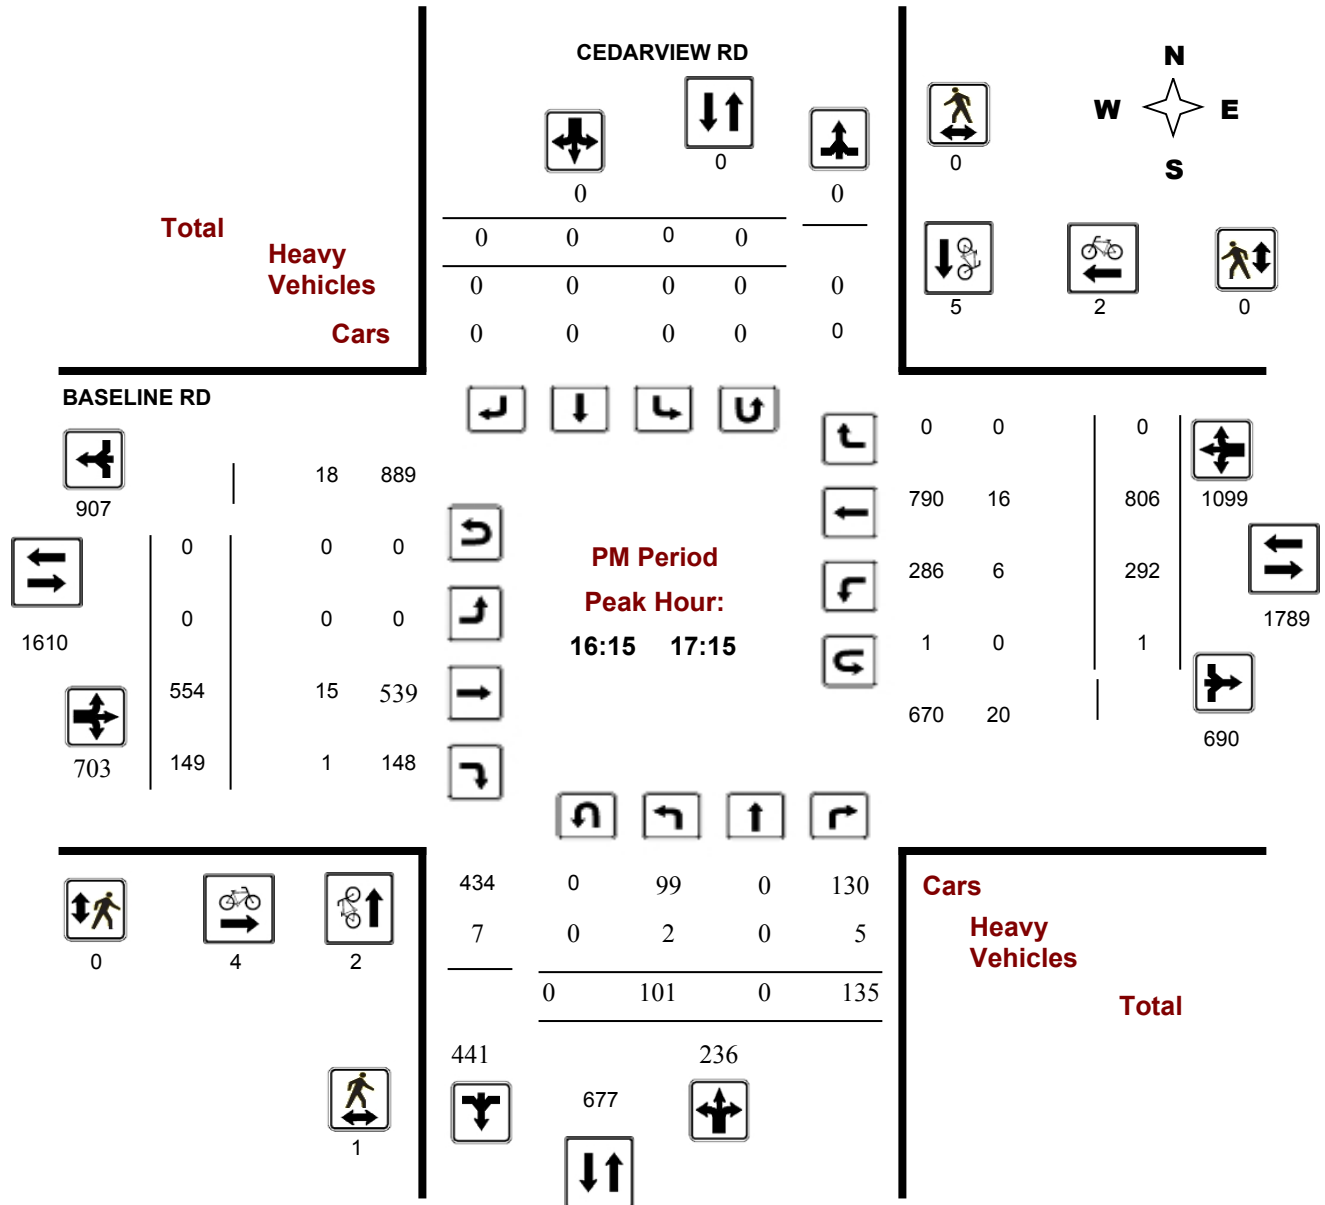 CEDARVIEW RD
N
W E
S
0
0
0 0
0
Total
0 0 0 0
Heavy
Vehicles
0 0 0 0 0
5 2 0
Cars
0 0 0 0 0
BASELINE RD
0 0 0
18 889
907
790 16 806 1099
0 0 0
PM Period
286 6 292
Peak Hour:
0 0 0
1789
1610
16:15 17:15
1 0 1
554 15 539
670 20
690
703
149 1 148
434 0 99 0 130
Cars
7 0 2 0 5
Heavy
Vehicles
0 4 2
0 101 0 135
Total
441 236
677
1